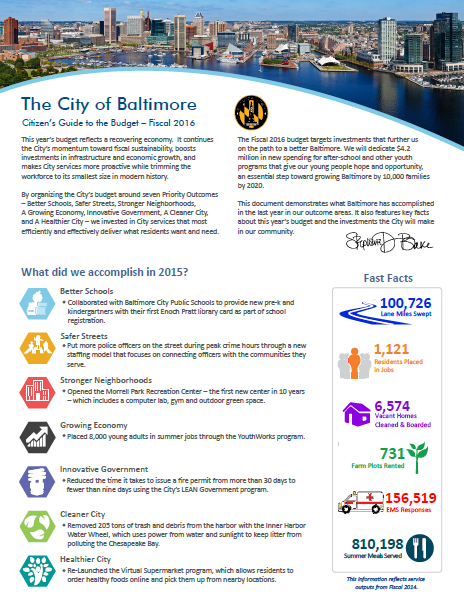 The City of Baltimore
Citizen's Guide to the Budget – Fiscal 2016
This year's budget reflects a recovering economy. It continues
the City's momentum toward fiscal sustainability, boosts
investments in infrastructure and economic growth, and
makes City services more proactive while trimming the
workforce to its smallest size in modern history.
By organizing the City's budget around seven Priority Outcomes
– Better Schools, Safer Streets, Stronger Neighborhoods,
A Growing Economy, Innovative Government, A Cleaner City,
and A Healthier City – we invested in City services that most
efficiently and effectively deliver what residents want and need.
The Fiscal 2016 budget targets investments that further us
on the path to a better Baltimore. We will dedicate $4.2
million in new spending for after-school and other youth
programs that give our young people hope and opportunity,
an essential step toward growing Baltimore by 10,000 families
by 2020.
This document demonstrates what Baltimore has accomplished
in the last year in our outcome areas. It also features key facts
about this year's budget and the investments the City will make
in our community.
What did we accomplish in 2015?
Better Schools
* Collaborated with Baltimore City Public Schools to provide new pre-k and
kindergartners with their first Enoch Pratt library card as part of school
registration.
Safer Streets
* Put more police officers on the street during peak crime hours through a new
staffing model that focuses on connecting officers with the communities they
serve.
Stronger Neighborhoods
* Opened the Morrell Park Recreation Center – the first new center in 10 years
– which includes a computer lab, gym and outdoor green space.
Growing Economy
* Placed 8,000 young adults in summer jobs through the YouthWorks program.
Innovative Government
* Reduced the time it takes to issue a fire permit from more than 30 days to
fewer than nine days using the City's LEAN Government program.
Cleaner City
* Removed 205 tons of trash and debris from the harbor with the Inner Harbor
Water Wheel, which uses power from water and sunlight to keep litter from
polluting the Chesapeake Bay.
Healthier City
* Re-Launched the Virtual Supermarket program, which allows residents to
order healthy foods online and pick them up from nearby locations.
Fast Facts
100,726
Lane Miles Swept
1,121
Residents Placed
in Jobs
6,574
Vacant Homes
Cleaned & Boarded
731
Farm Plots Rented
156,519
EMS Responses
810,198
Summer Meals Served
This information reflects service
outputs from Fiscal 2014.